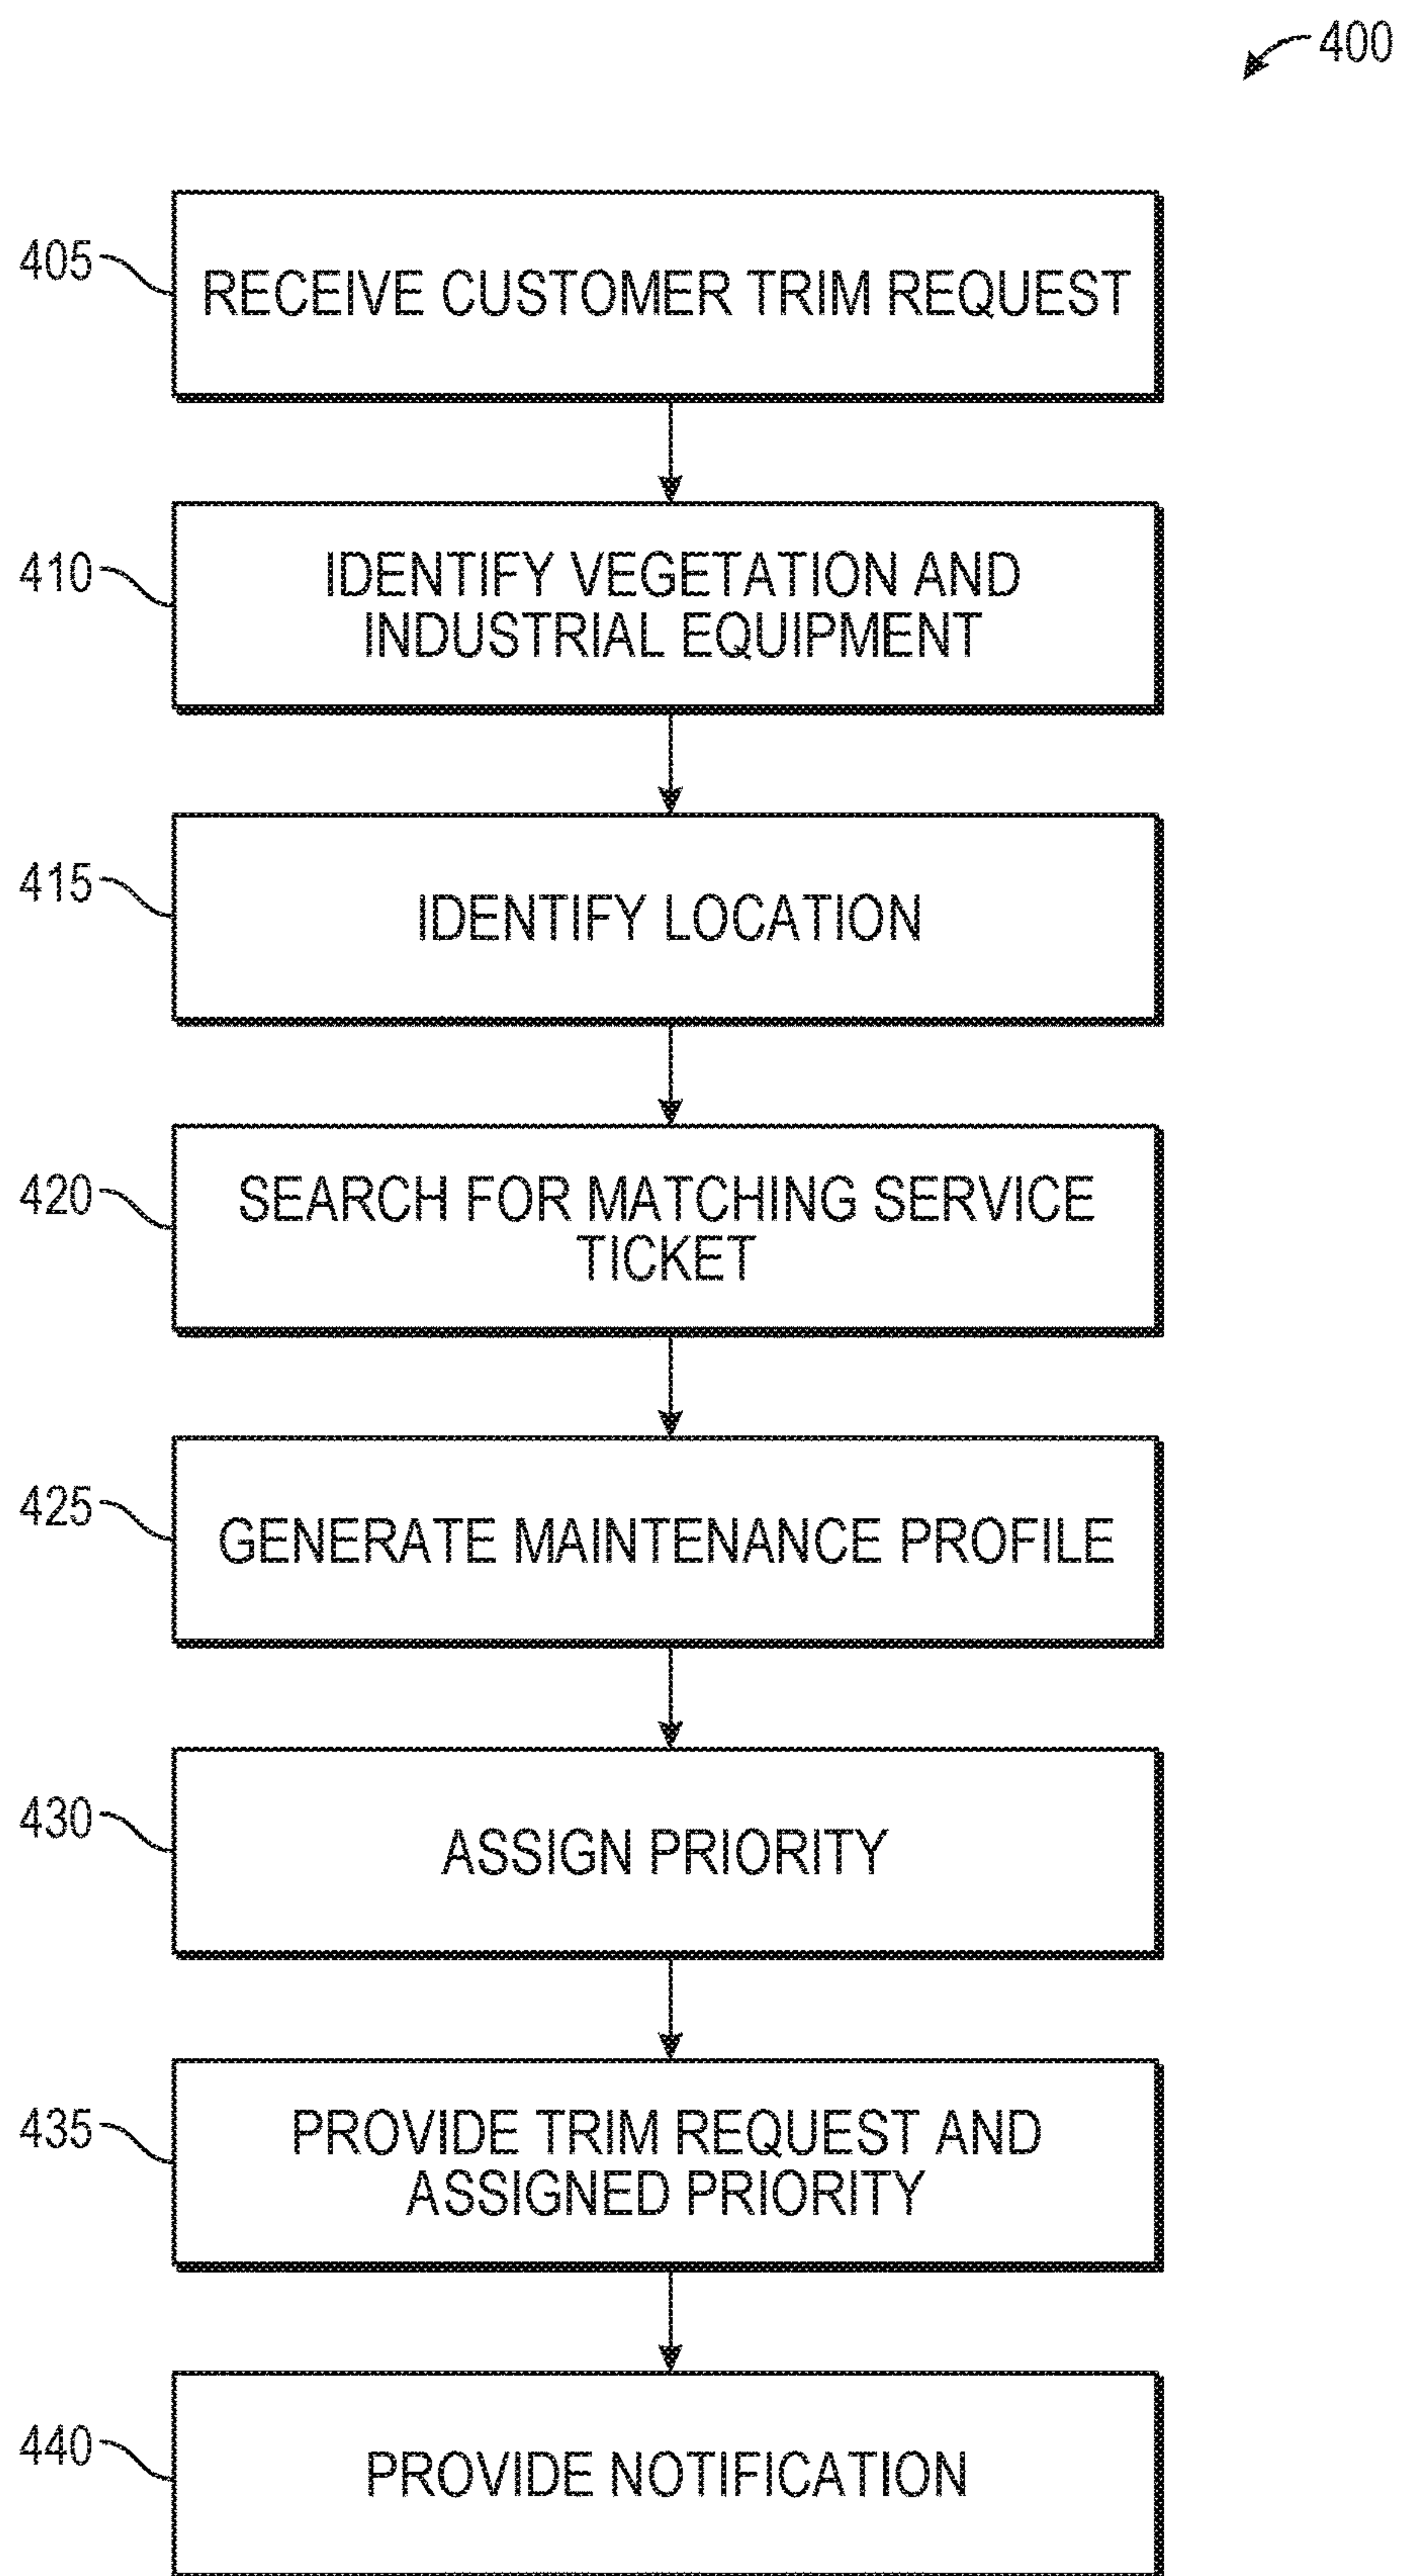 400
405
RECEIVE CUSTOMER TRIM REQUEST
410
IDENTIFY VEGETATION AND
INDUSTRIAL EQUIPMENT
415
IDENTIFY LOCATION
420
SEARCH FOR MATCHING SERVICE
TICKET
425
GENERATE MAINTENANCE PROFILE
430
ASSIGN PRIORITY
435
PROVIDE TRIM REQUEST AND
ASSIGNED PRIORITY
440
PROVIDE NOTIFICATION